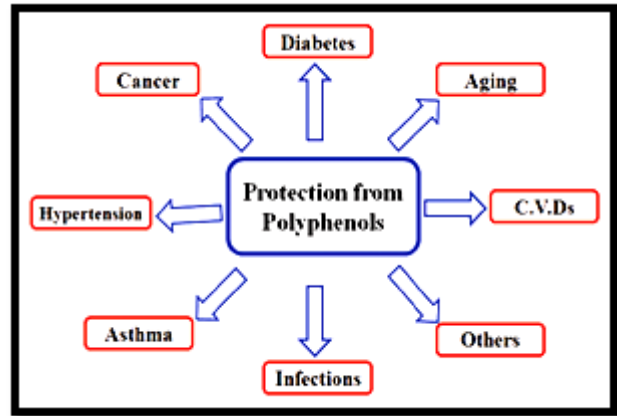 Diabetes
Cancer
Aging
Protection from
Polyphenols
Hypertension
C.V.Ds
Asthma
Others
Infections